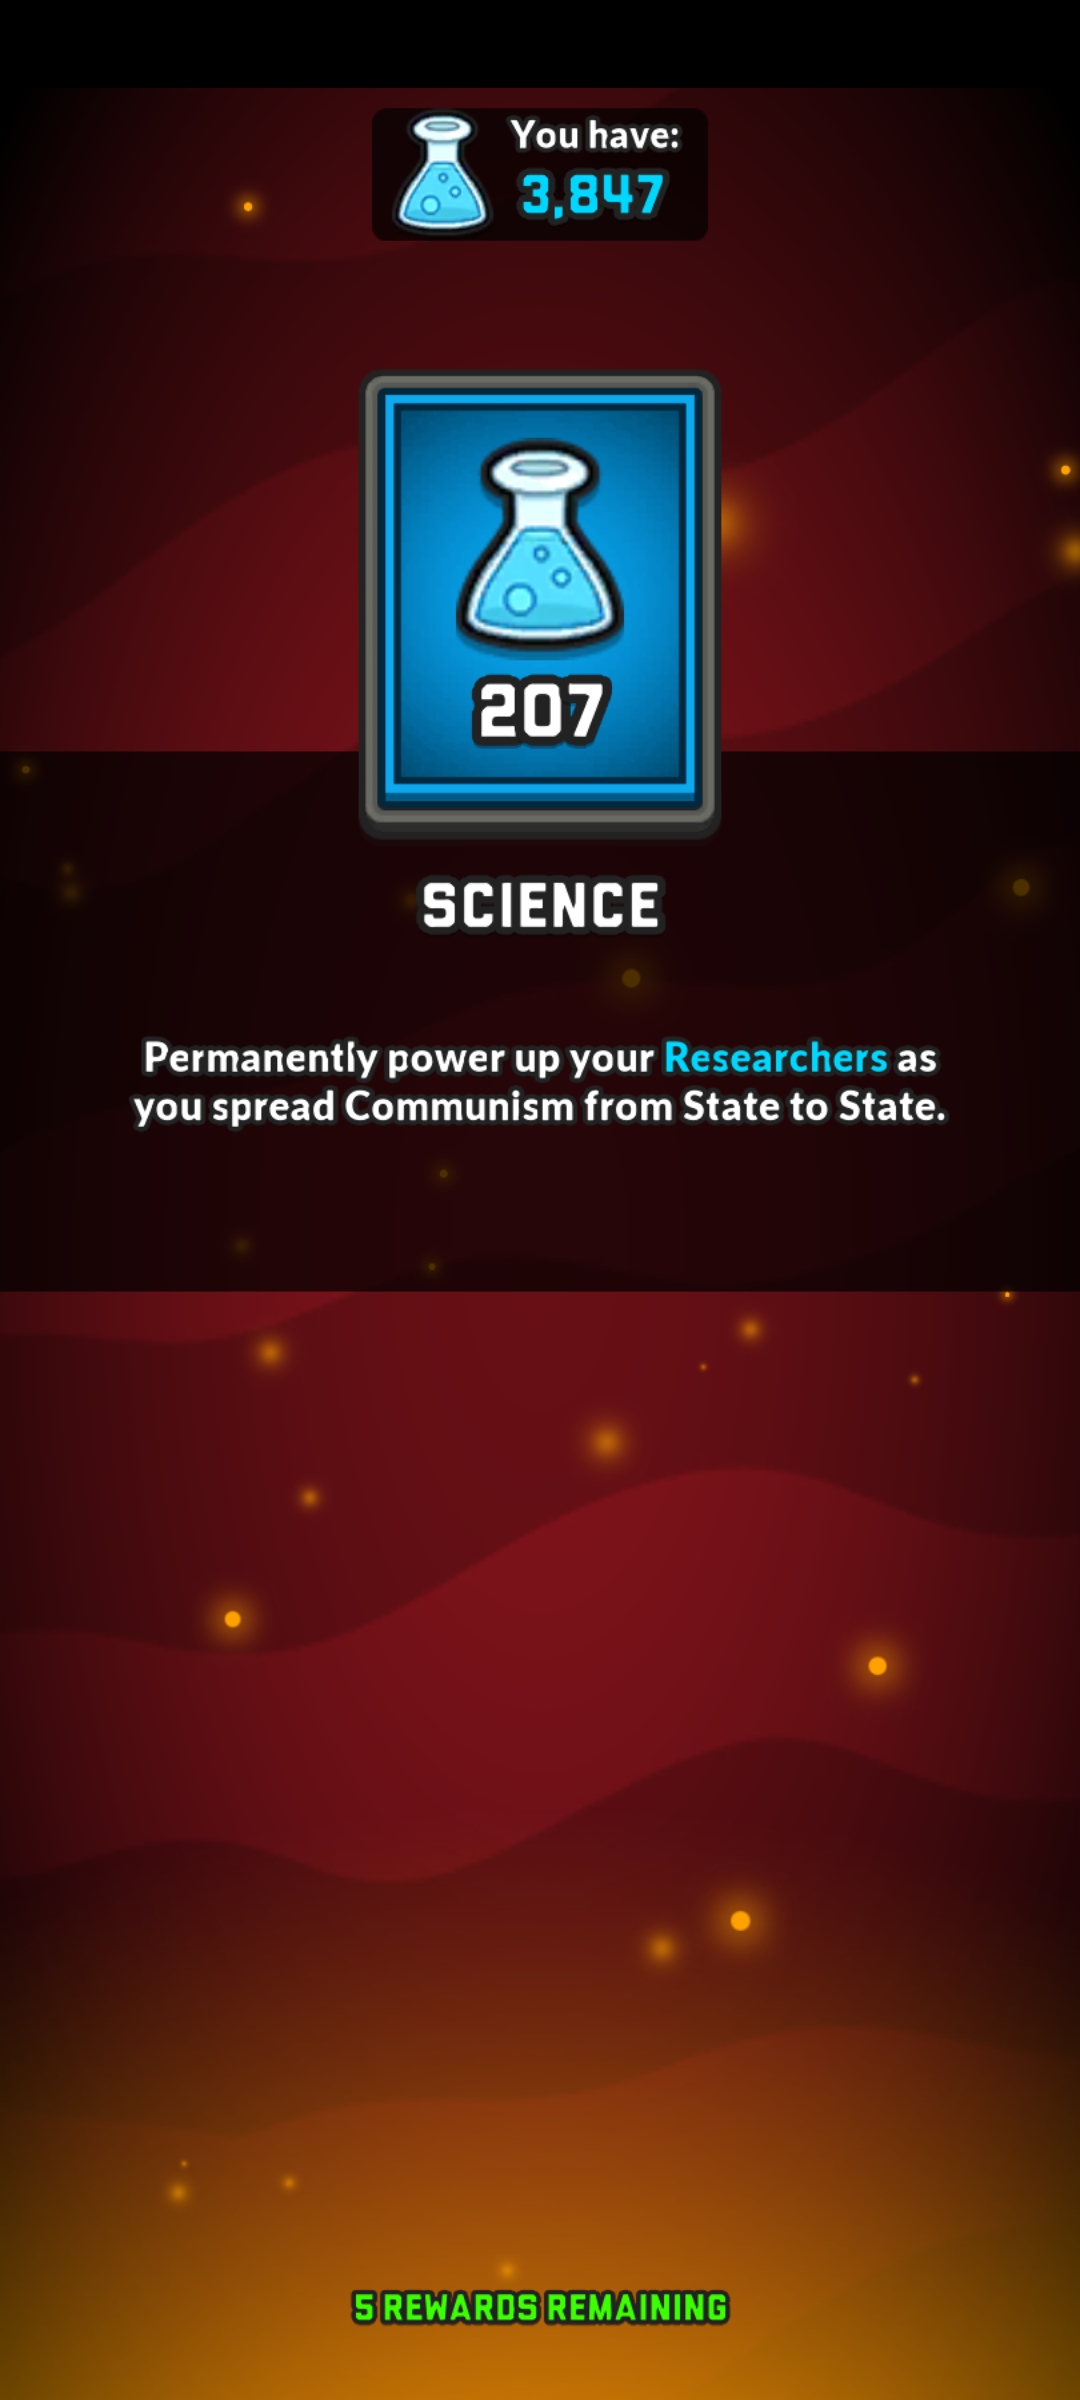 You have:
3,847
207
SCIENCE
Permanently power up your Researchers as
you spread Communism from State to State.
5 REWARDS REMAINING